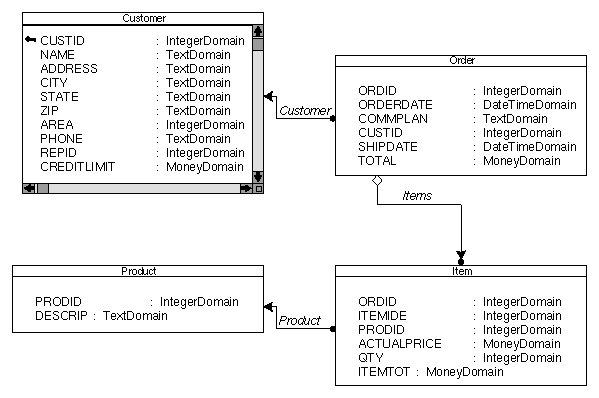 Customer
CUSTID : IntegerDomain
NAME : TextDomain
ADDRESS : TextDomain
CITY : TextDomain
STATE : TextDomain
ZIP : TextDomain
AREA : IntegerDomain
PHONE : TextDomain
REPID : IntegerDomain
CREDITLIMIT : MoneyDomain
Customer
Order
ORDID : IntegerDomain
ORDERDATE : DateTimeDomain
COMMPLAN : TextDomain
CUSTID : IntegerDomain
SHIPDATE : DateTimeDomain
TOTAL : MoneyDomain
Items
Product
PRODID : IntegerDomain
DESCRIP : TextDomain
Product
Item
ORDID : IntegerDomain
ITEMIDE : IntegerDomain
PRODID : IntegerDomain
ACTUALPRICE : MoneyDomain
QTY : IntegerDomain
ITEMTOT : MoneyDomain